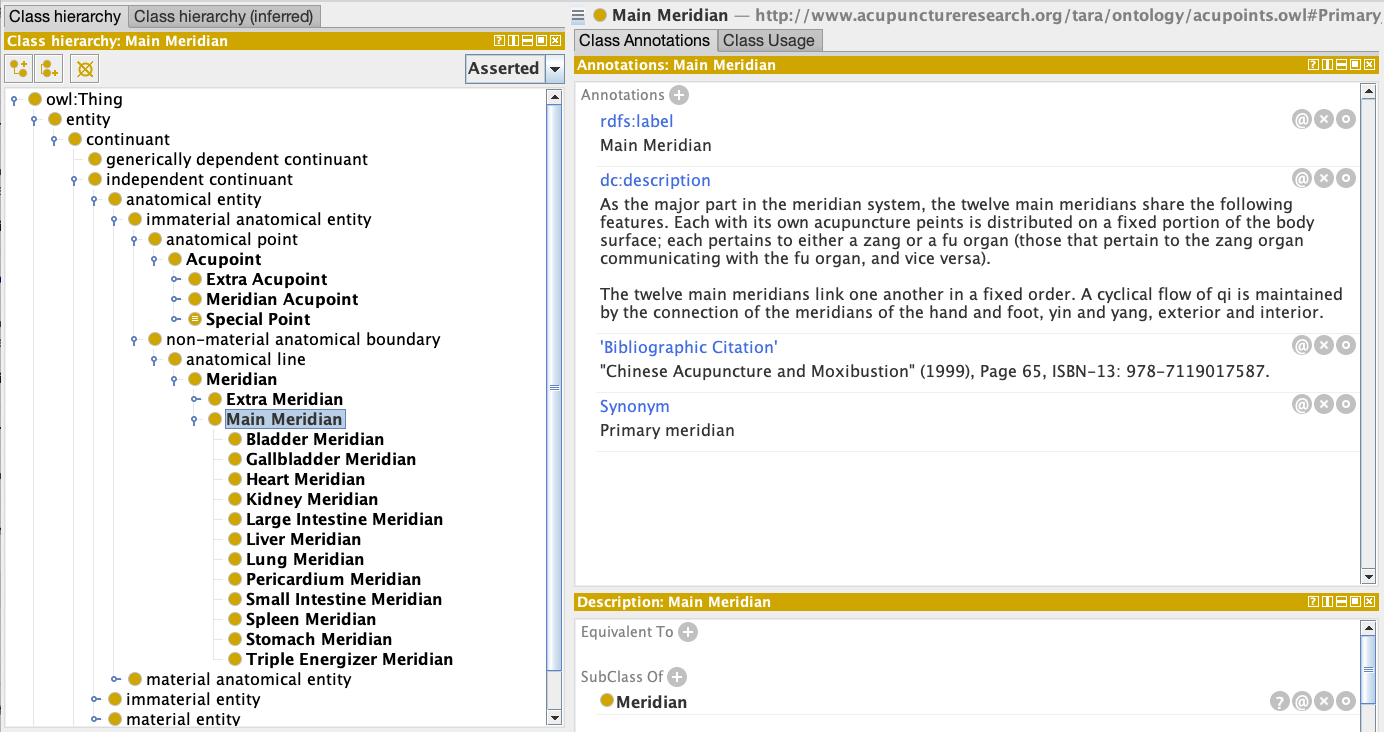 Class hierarchy Class hierarchy (inferred)
Class hierarchy: Main Meridian
Asserted
owl:Thing
entity
continuant
generically dependent continuant
independent continuant
anatomical entity
immaterial anatomical entity
anatomical point
Acupoint
Extra Acupoint
Meridian Acupoint
Special Point
non-material anatomical boundary
anatomical line
Meridian
Extra Meridian
Main Meridian
Bladder Meridian
Gallbladder Meridian
Heart Meridian
Kidney Meridian
Large Intestine Meridian
Liver Meridian
Lung Meridian
Pericardium Meridian
Small Intestine Meridian
Spleen Meridian
Stomach Meridian
Triple Energizer Meridian
material anatomical entity
immaterial entity
material entity
Main Meridian — http://www.acupunctureresearch.org/tara/ontology/acupoints.owl#Primary
Class Annotations Class Usage
Annotations: Main Meridian
Annotations
rdfs:label
Main Meridian
dc:description
As the major part in the meridian system, the twelve main meridians share the following
features. Each with its own acupuncture peints is distributed on a fixed portion of the body
surface; each pertains to either a zang or a fu organ (those that pertain to the zang organ
communicating with the fu organ, and vice versa).
The twelve main meridians link one another in a fixed order. A cyclical flow of qi is maintained
by the connection of the meridians of the hand and foot, yin and yang, exterior and interior.
'Bibliographic Citation'
"Chinese Acupuncture and Moxibustion" (1999), Page 65, ISBN-13: 978-7119017587.
Synonym
Primary meridian
Description: Main Meridian
Equivalent To
SubClass Of
Meridian